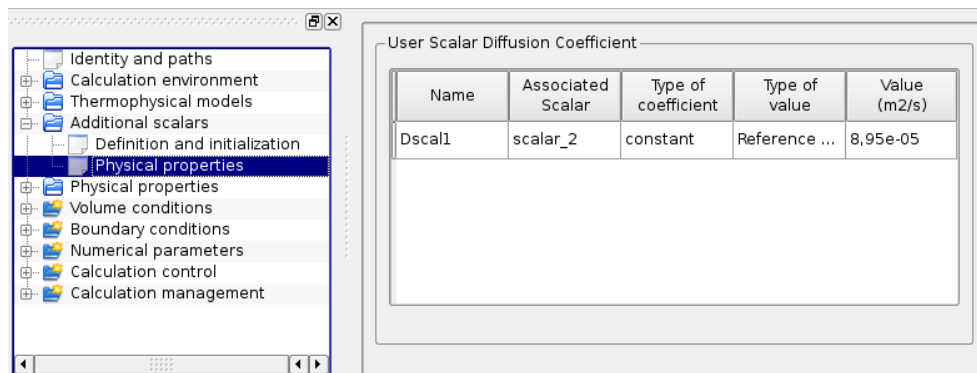 Identity and paths
Calculation environment
Thermophysical models
Additional scalars
Definition and initialization
Physical properties
Physical properties
Volume conditions
Boundary conditions
Numerical parameters
Calculation control
Calculation management
User Scalar Diffusion Coefficient
Name Associated Scalar Type of coefficient Type of value Value (m2/s)
Dscal1 scalar_2 constant Reference ... 8,95e-05